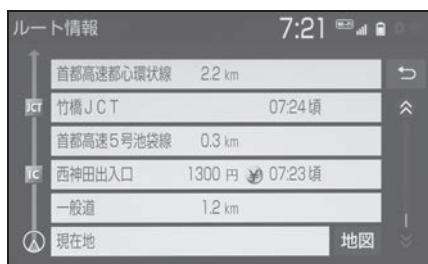 ルート情報 7:21
首都高速都心環状線 2.2 km
JCT 竹橋JCT 07:24頃
首都高速5号池袋線 0.3 km
IC 西神田出入口 1300 円 ¥ 07:23頃
一般道 1.2 km
現在地 地図